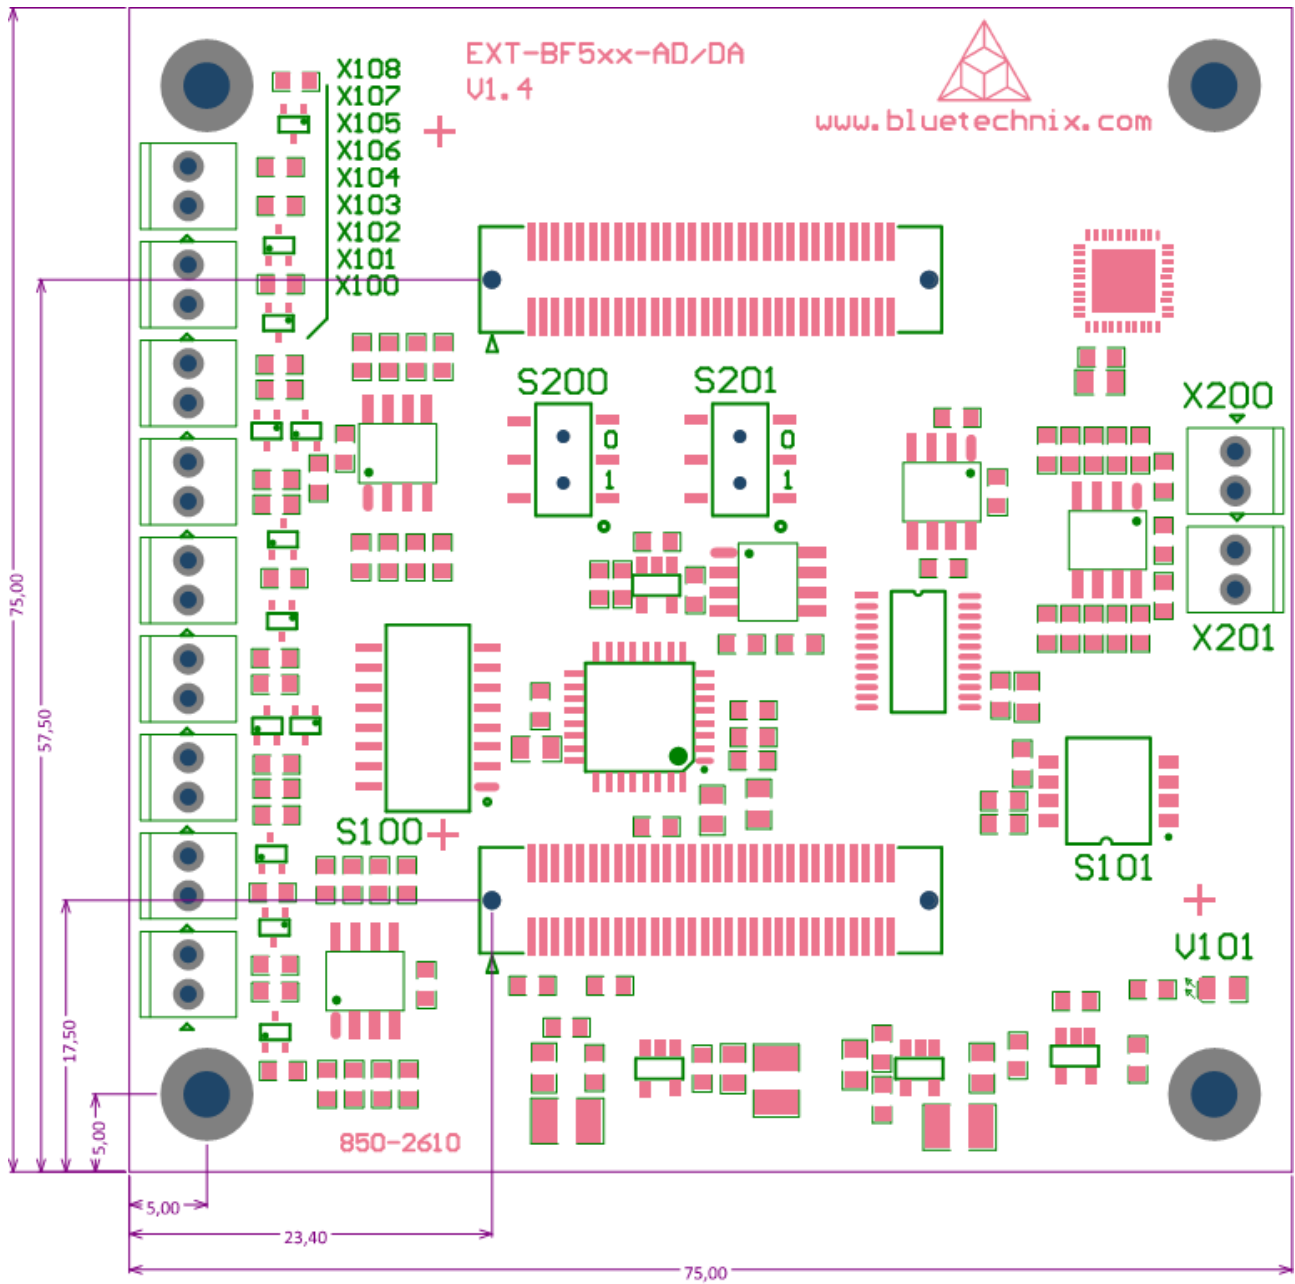 EXT-BF5xx-AD/DA
V1.4
www.bluetechnix.com
X108
X107
X105
X106
X104
X103
X102
X101
X100
S200
S201
0
1
0
1
X200
X201
S100
S101
V101
850-2610
75,00
57,50
17,50
5,00
5,00
23,40
75,00